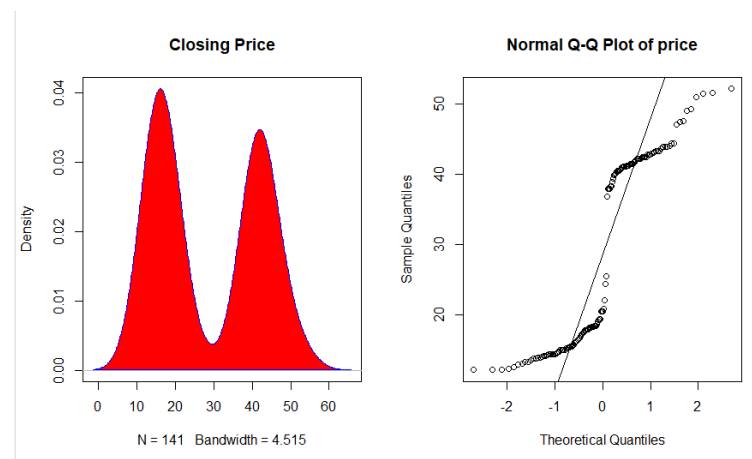 Closing Price
Density
0.00
0.01
0.02
0.03
0.04
0 10 20 30 40 50 60
N = 141 Bandwidth = 4.515
Normal Q-Q Plot of price
Sample Quantiles
20
30
40
50
-2 -1 0 1 2
Theoretical Quantiles